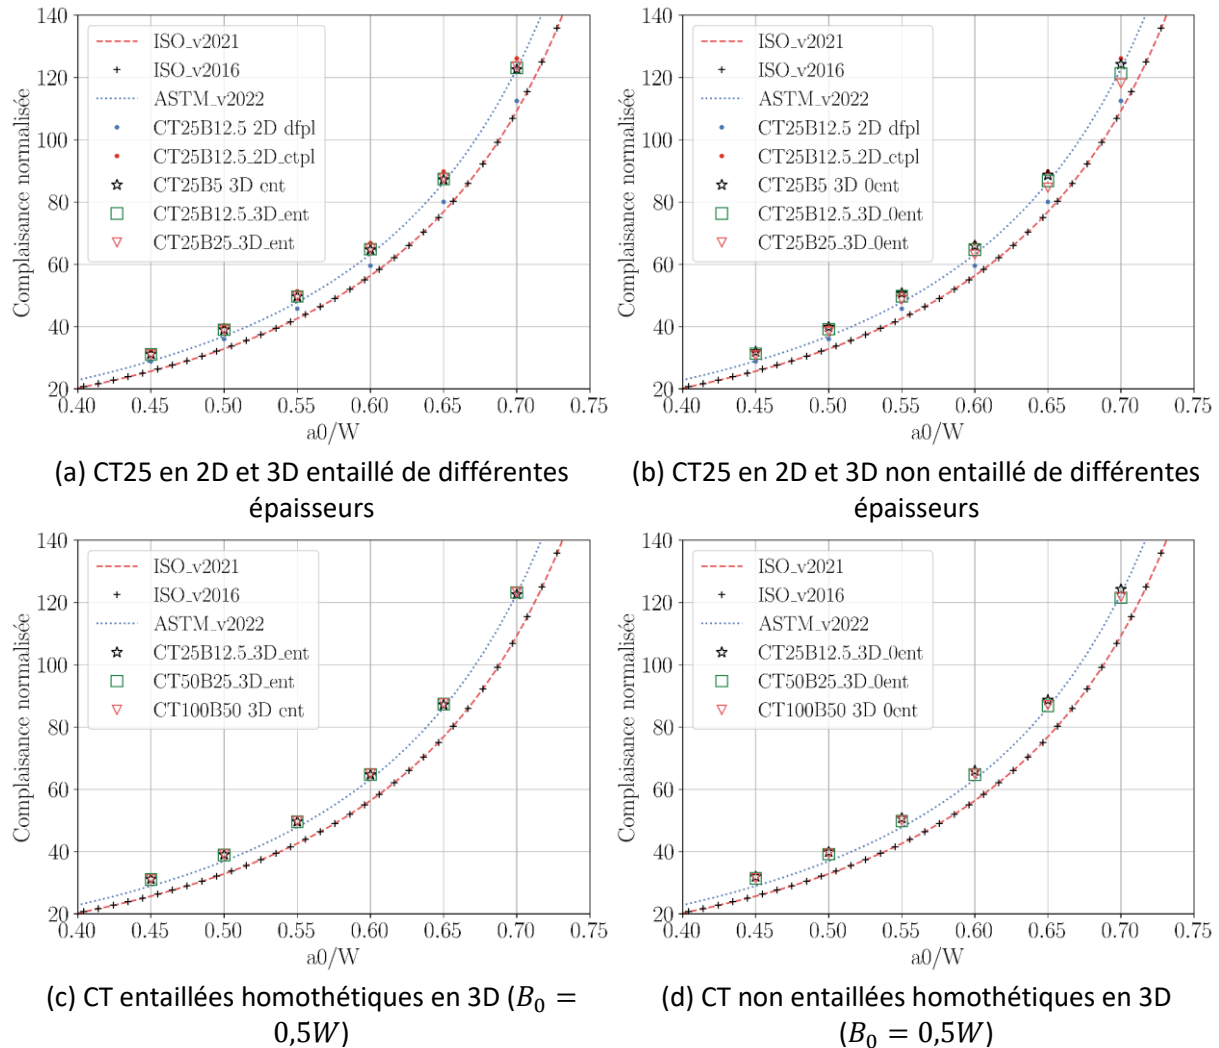 140
120
100
80
60
40
20
Complaisance normalisée
ISO_v2021
ISO_v2016
ASTM_v2022
CT25B12.5 2D dfpl
CT25B12.5_2D_ctpl
CT25B5 3D ent
CT25B12.5_3D_ent
CT25B25_3D_ent
0.40 0.45 0.50 0.55 0.60 0.65 0.70 0.75
a0/W
(a) CT25 en 2D et 3D entaillé de différentes
épaisseurs
140
120
100
80
60
40
20
Complaisance normalisée
ISO_v2021
ISO_v2016
ASTM_v2022
CT25B12.5 2D dfpl
CT25B12.5_2D_ctpl
CT25B5 3D 0ent
CT25B12.5_3D_0ent
CT25B25_3D_0ent
0.40 0.45 0.50 0.55 0.60 0.65 0.70 0.75
a0/W
(b) CT25 en 2D et 3D non entaillé de différentes
épaisseurs
140
120
100
80
60
40
20
Complaisance normalisée
ISO_v2021
ISO_v2016
ASTM_v2022
CT25B12.5_3D_ent
CT50B25_3D_ent
CT100B50 3D ent
0.40 0.45 0.50 0.55 0.60 0.65 0.70 0.75
a0/W
(c) CT entaillées homothétiques en 3D (B₀ =
0,5W)
140
120
100
80
60
40
20
Complaisance normalisée
ISO_v2021
ISO_v2016
ASTM_v2022
CT25B12.5_3D_0ent
CT50B25_3D_0ent
CT100B50 3D 0ent
0.40 0.45 0.50 0.55 0.60 0.65 0.70 0.75
a0/W
(d) CT non entaillées homothétiques en 3D
(B₀ = 0,5W)